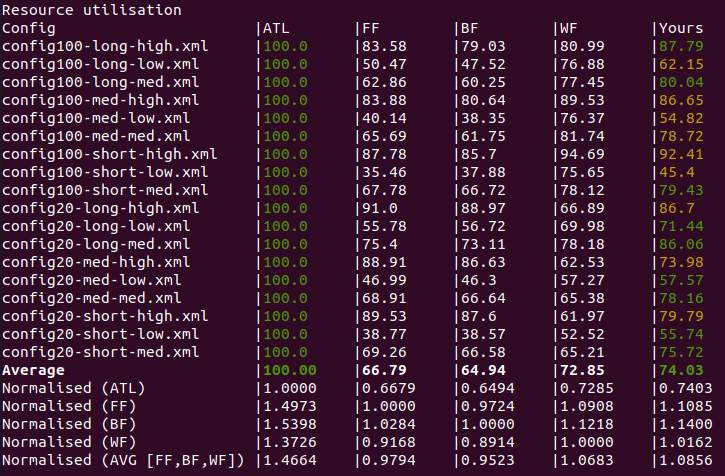 Resource utilisation
Config |ATL |FF |BF |WF |Yours
config100-long-high.xml |100.0 |83.58 |79.03 |80.99 |87.79
config100-long-low.xml |100.0 |50.47 |47.52 |76.88 |62.15
config100-long-med.xml |100.0 |62.86 |60.25 |77.45 |80.04
config100-med-high.xml |100.0 |83.88 |80.64 |89.53 |86.65
config100-med-low.xml |100.0 |40.14 |38.35 |76.37 |54.82
config100-med-med.xml |100.0 |65.69 |61.75 |81.74 |78.72
config100-short-high.xml |100.0 |87.78 |85.7 |94.69 |92.41
config100-short-low.xml |100.0 |35.46 |37.88 |75.65 |45.4
config100-short-med.xml |100.0 |67.78 |66.72 |78.12 |79.43
config20-long-high.xml |100.0 |91.0 |88.97 |66.89 |86.7
config20-long-low.xml |100.0 |55.78 |56.72 |69.98 |71.44
config20-long-med.xml |100.0 |75.4 |73.11 |78.18 |86.06
config20-med-high.xml |100.0 |88.91 |86.63 |62.53 |73.98
config20-med-low.xml |100.0 |46.99 |46.3 |57.27 |57.57
config20-med-med.xml |100.0 |68.91 |66.64 |65.38 |78.16
config20-short-high.xml |100.0 |89.53 |87.6 |61.97 |79.79
config20-short-low.xml |100.0 |38.77 |38.57 |52.52 |55.74
config20-short-med.xml |100.0 |69.26 |66.58 |65.21 |75.72
Average |100.00 |66.79 |64.94 |72.85 |74.03
Normalised (ATL) |1.0000 |0.6679 |0.6494 |0.7285 |0.7403
Normalised (FF) |1.4973 |1.0000 |0.9724 |1.0908 |1.1085
Normalised (BF) |1.5398 |1.0284 |1.0000 |1.1218 |1.1400
Normalised (WF) |1.3726 |0.9168 |0.8914 |1.0000 |1.0162
Normalised (AVG [FF,BF,WF]) |1.4664 |0.9794 |0.9523 |1.0683 |1.0856